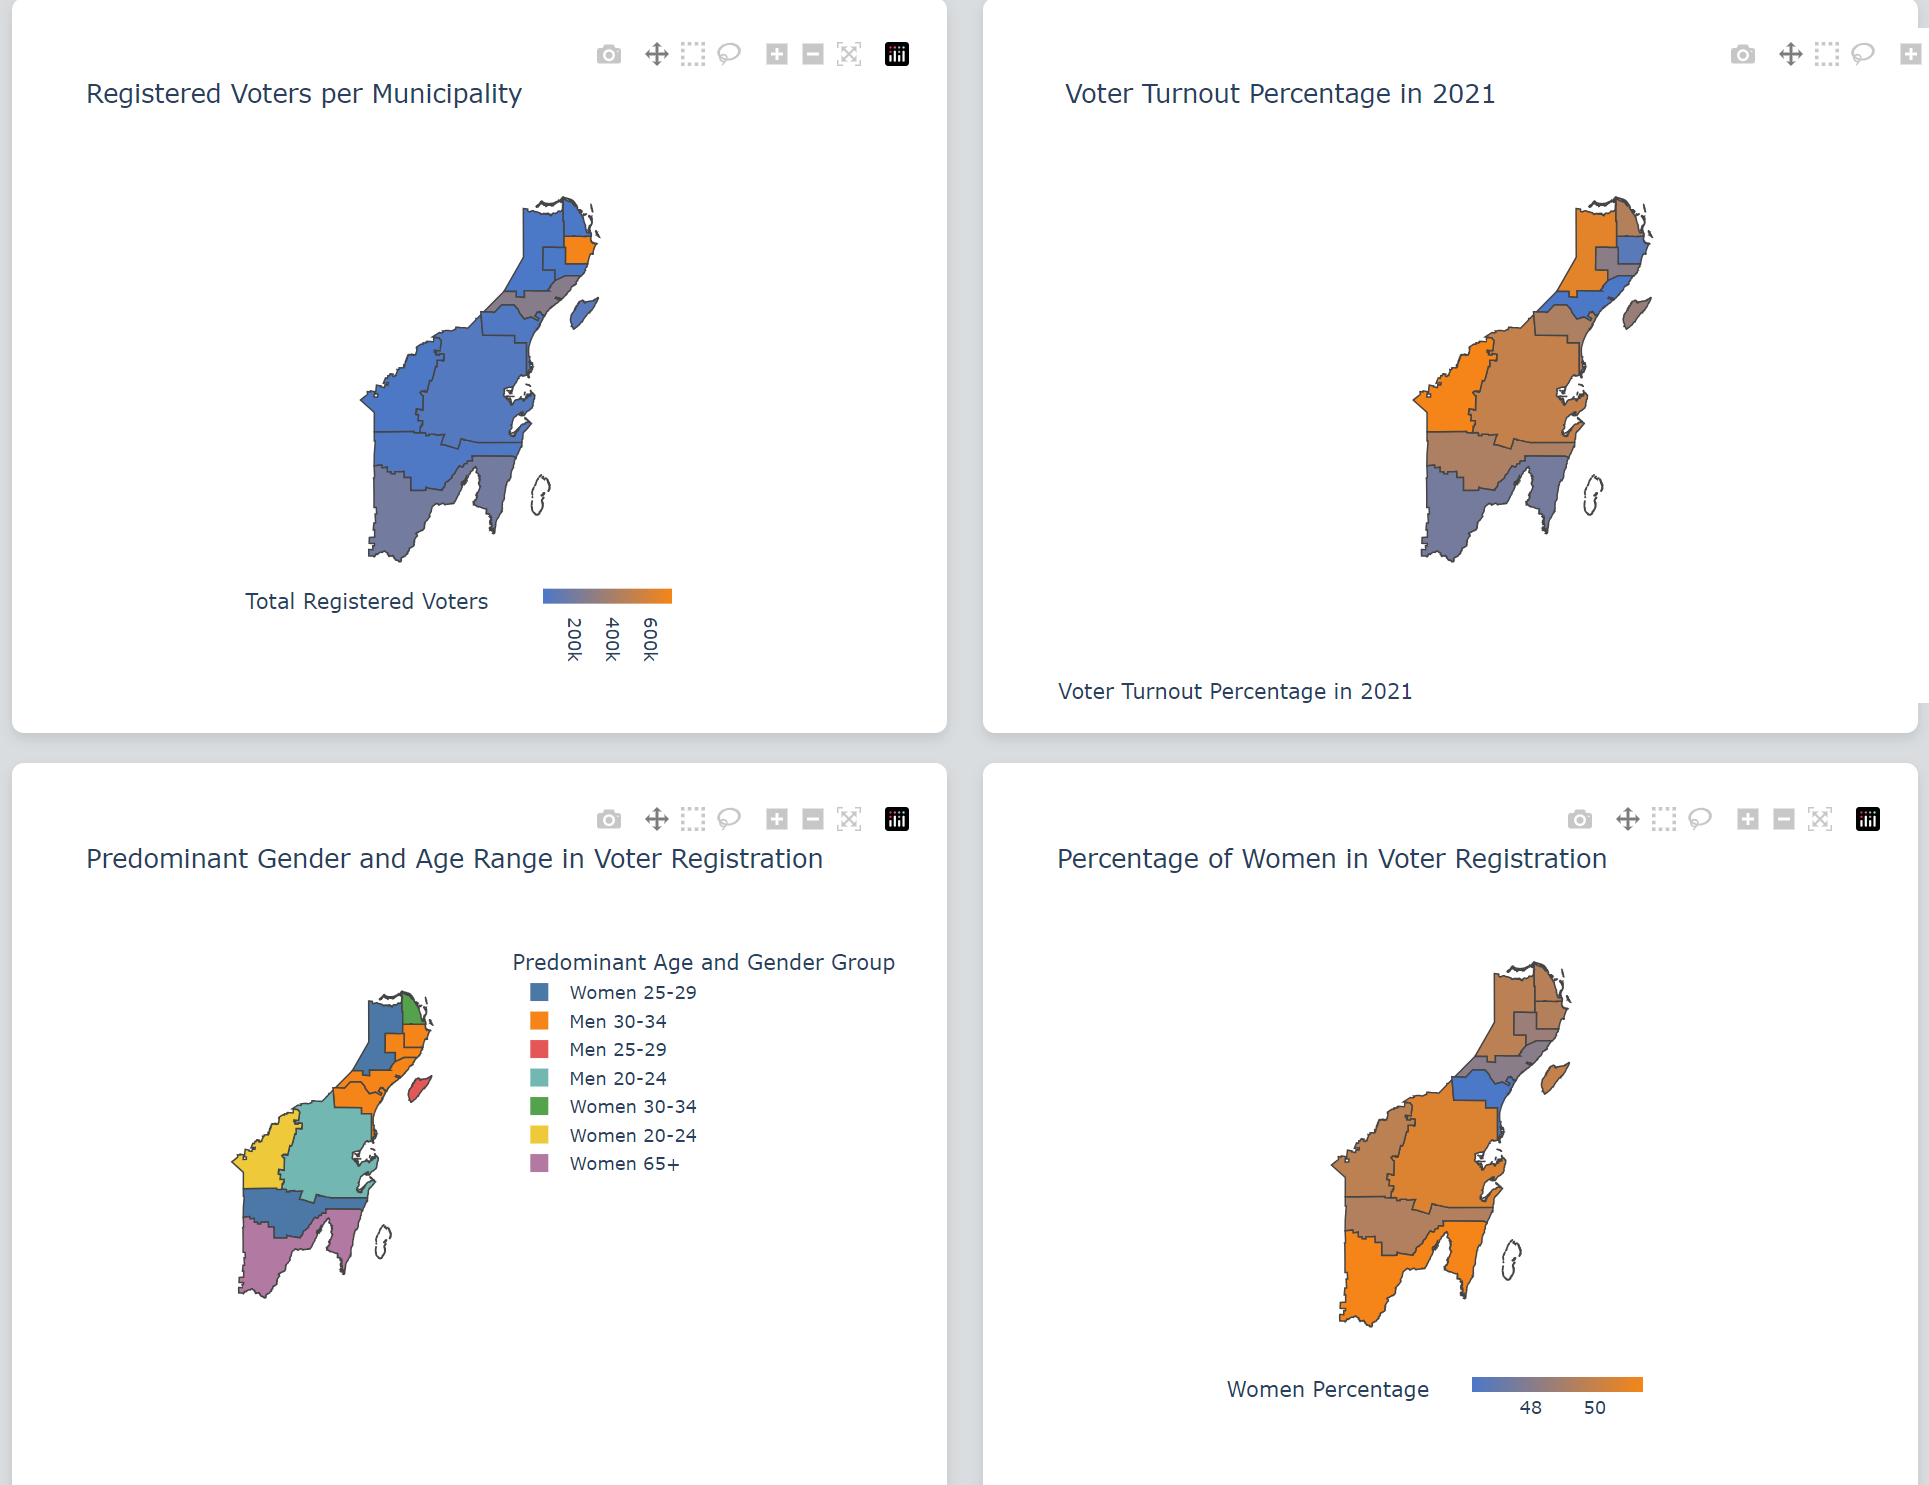 Registered Voters per Municipality
Total Registered Voters
200k
400k
600k
Voter Turnout Percentage in 2021
Voter Turnout Percentage in 2021
Predominant Gender and Age Range in Voter Registration
Predominant Age and Gender Group
Women 25-29
Men 30-34
Men 25-29
Men 20-24
Women 30-34
Women 20-24
Women 65+
Percentage of Women in Voter Registration
Women Percentage
48
50